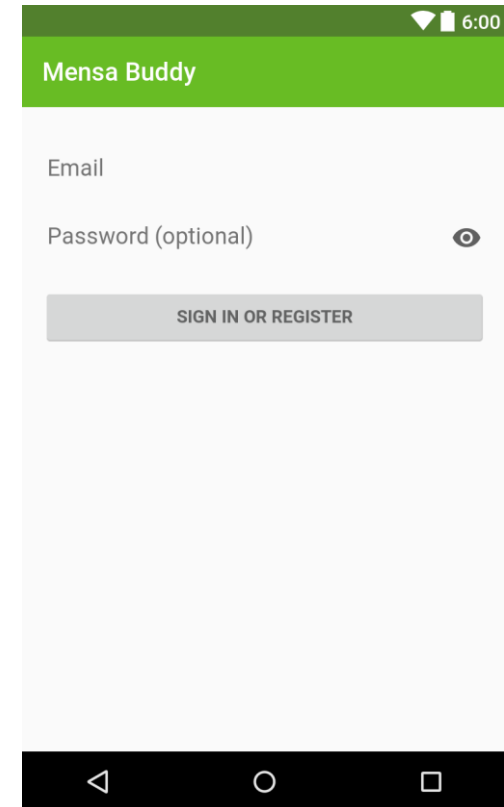 6:00
Mensa Buddy
Email
Password (optional)
SIGN IN OR REGISTER